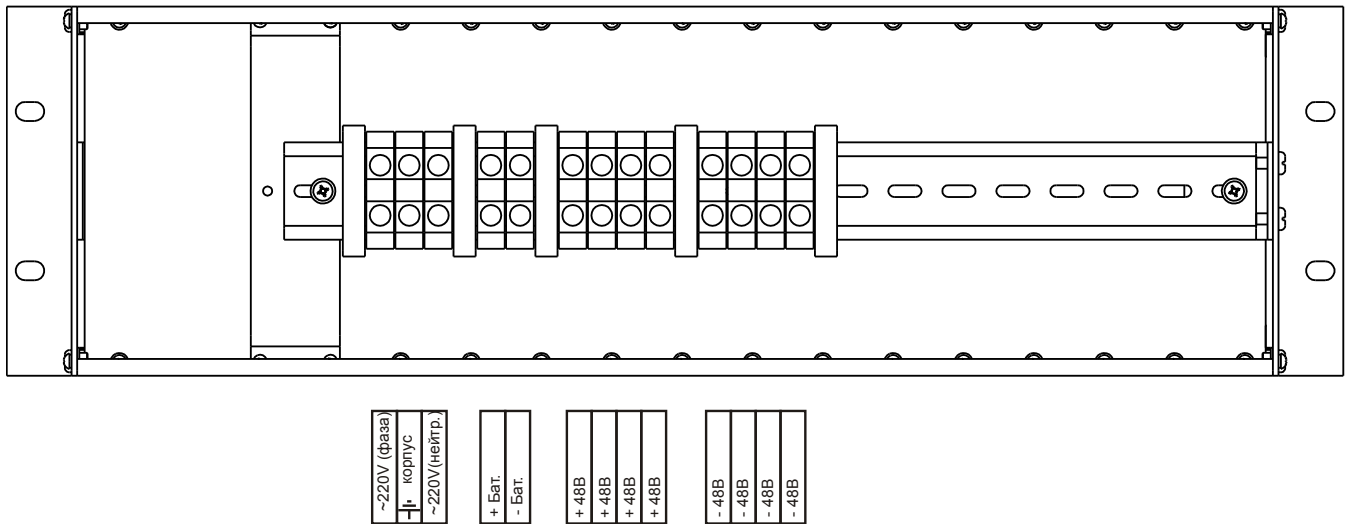 ~220V (фаза)
корпус
~220V(нейтр.)
+ Бат.
- Бат.
+ 48В
+ 48В
+ 48В
+ 48В
- 48В
- 48В
- 48В
- 48В